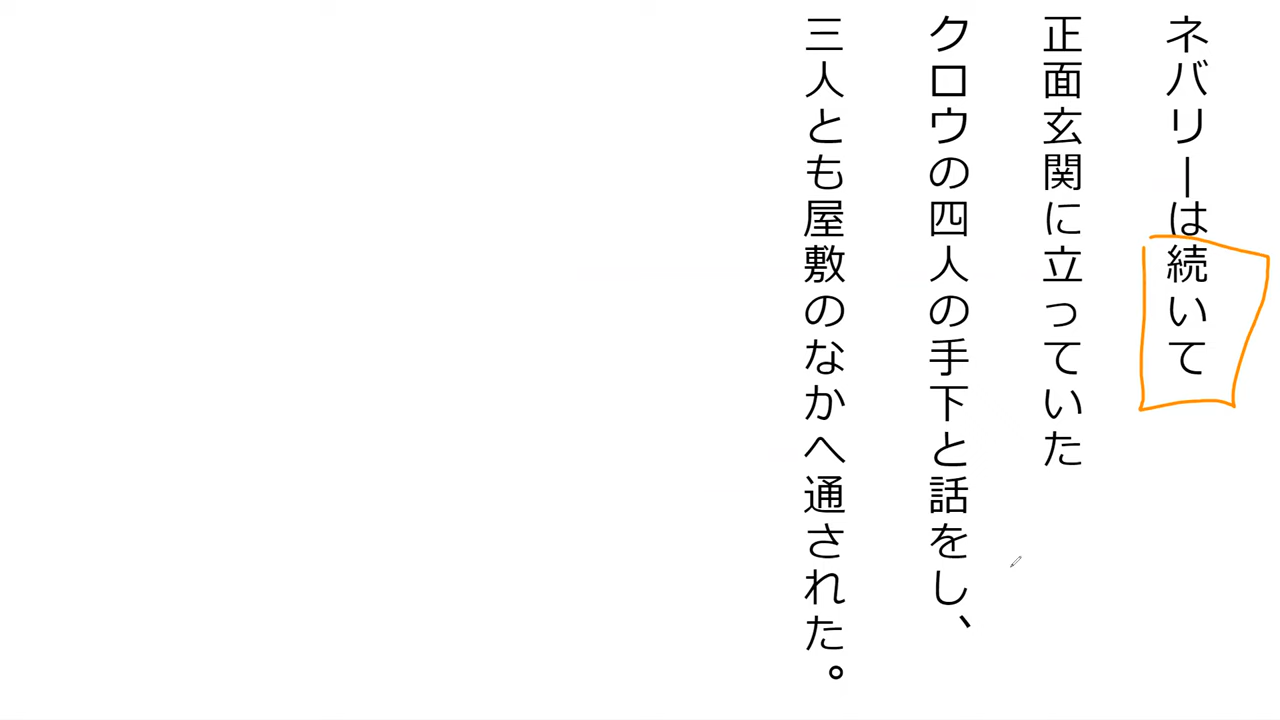 ネバリーは続いて
正面玄関に立っていた
クロウの四人の手下と話をし、
三人とも屋敷のなかへ通された。